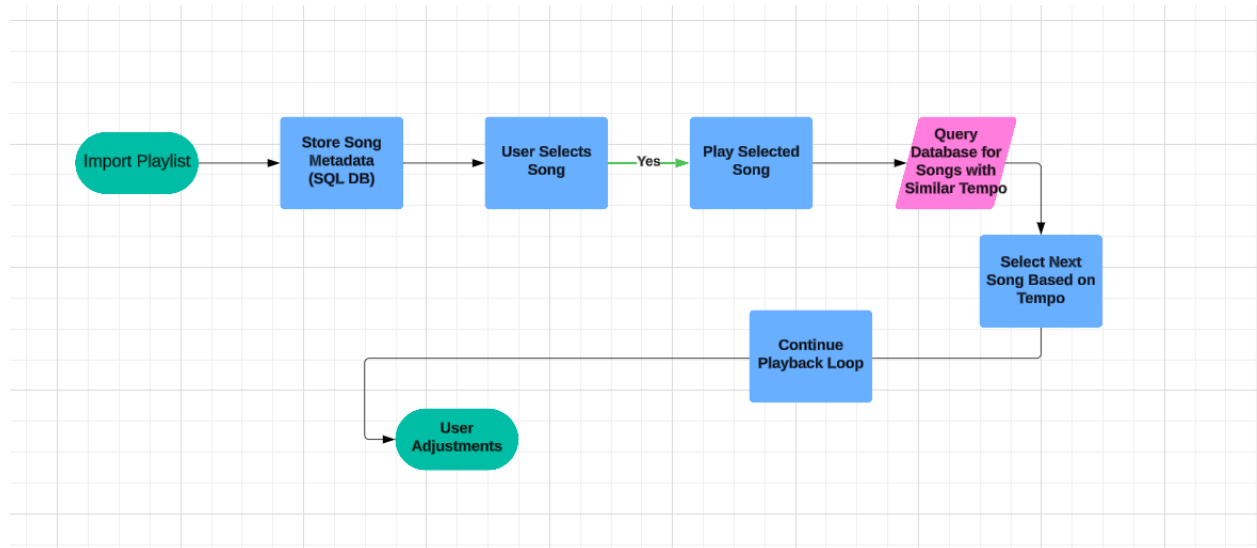 Import Playlist
Store Song
Metadata
(SQL DB)
User Selects
Song
Yes
Play Selected
Song
Query
Database for
Songs with
Similar Tempo
Select Next
Song Based on
Tempo
Continue
Playback Loop
User
Adjustments